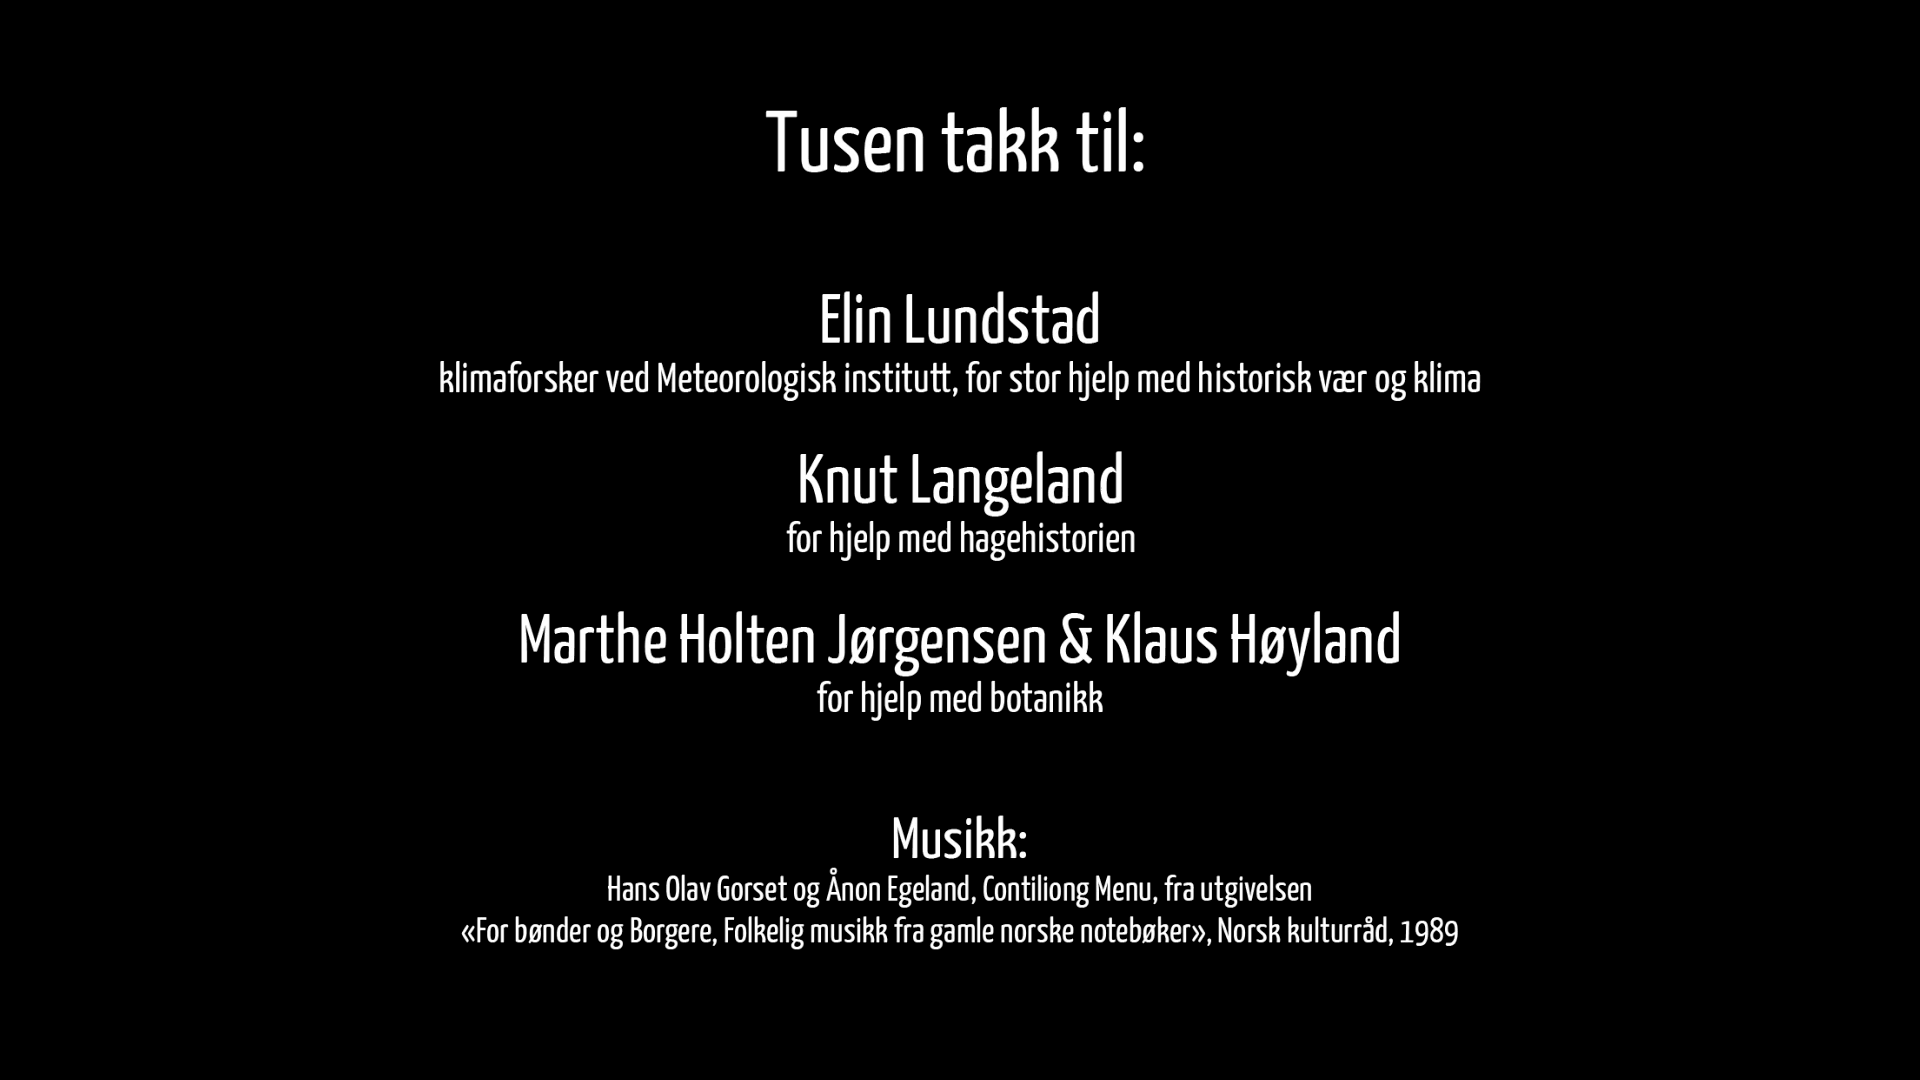 Tusen takk til:
Elin Lundstad
klimaforsker ved Meteorologisk institutt, for stor hjelp med historisk vær og klima
Knut Langeland
for hjelp med hagehistorien
Marthe Holten Jørgensen & Klaus Høyland
for hjelp med botanikk
Musikk:
Hans Olav Gorset og Ånon Egeland, Contiliong Menu, fra utgivelsen
«For bønder og Borgere, Folkelig musikk fra gamle norske notebøker», Norsk kulturråd, 1989